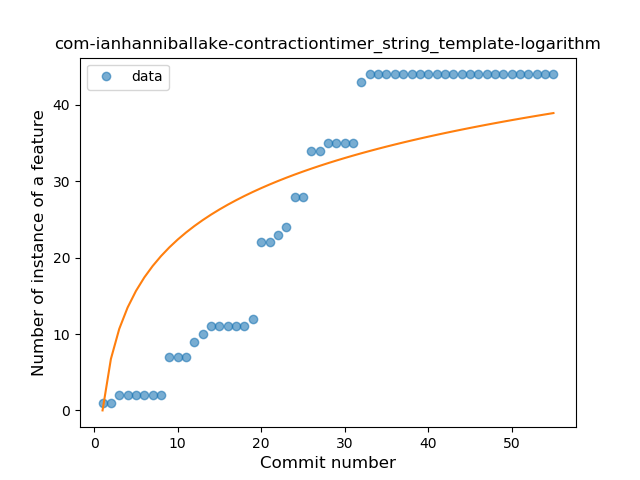 com-ianhanniballake-contractiontimer_string_template-logarithm
data
Number of instance of a feature
40
30
20
10
0
0 10 20 30 40 50
Commit number